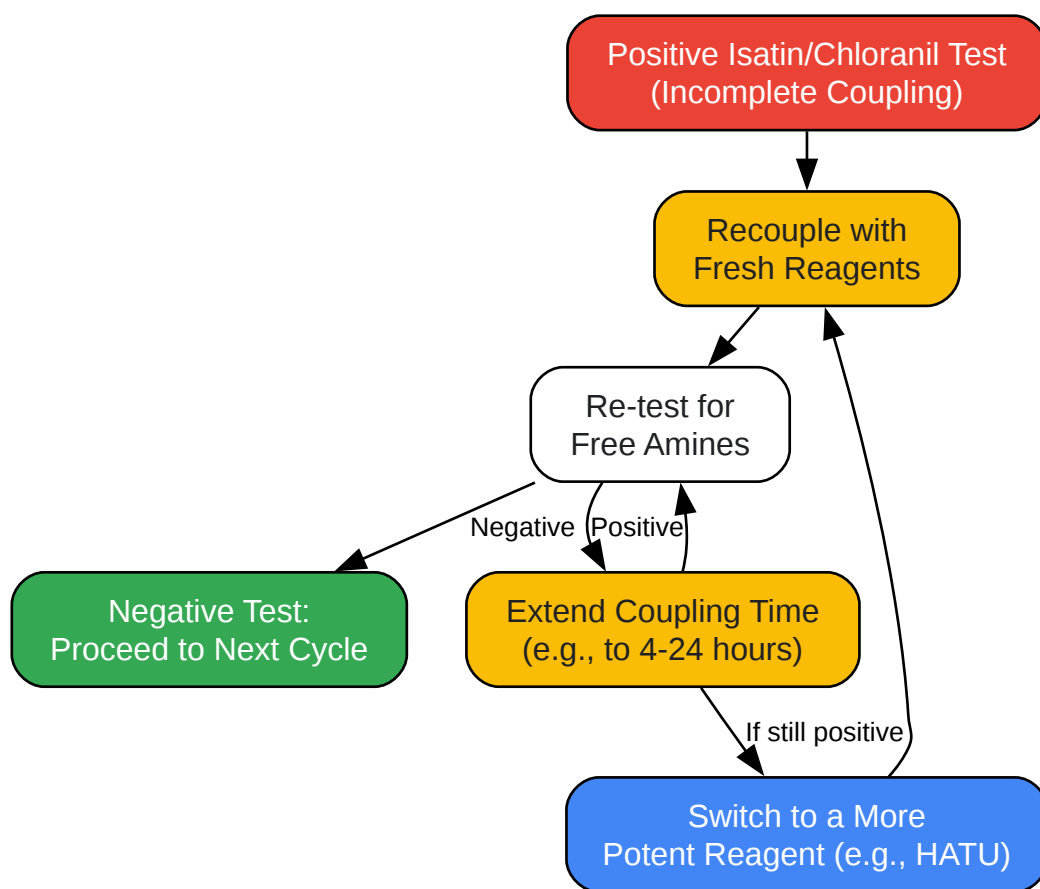 Positive Isatin/Chloranil Test
(Incomplete Coupling)
Recouple with
Fresh Reagents
Re-test for
Free Amines
Negative
Positive
Negative Test:
Proceed to Next Cycle
Extend Coupling Time
(e.g., to 4-24 hours)
If still positive
Switch to a More
Potent Reagent (e.g., HATU)